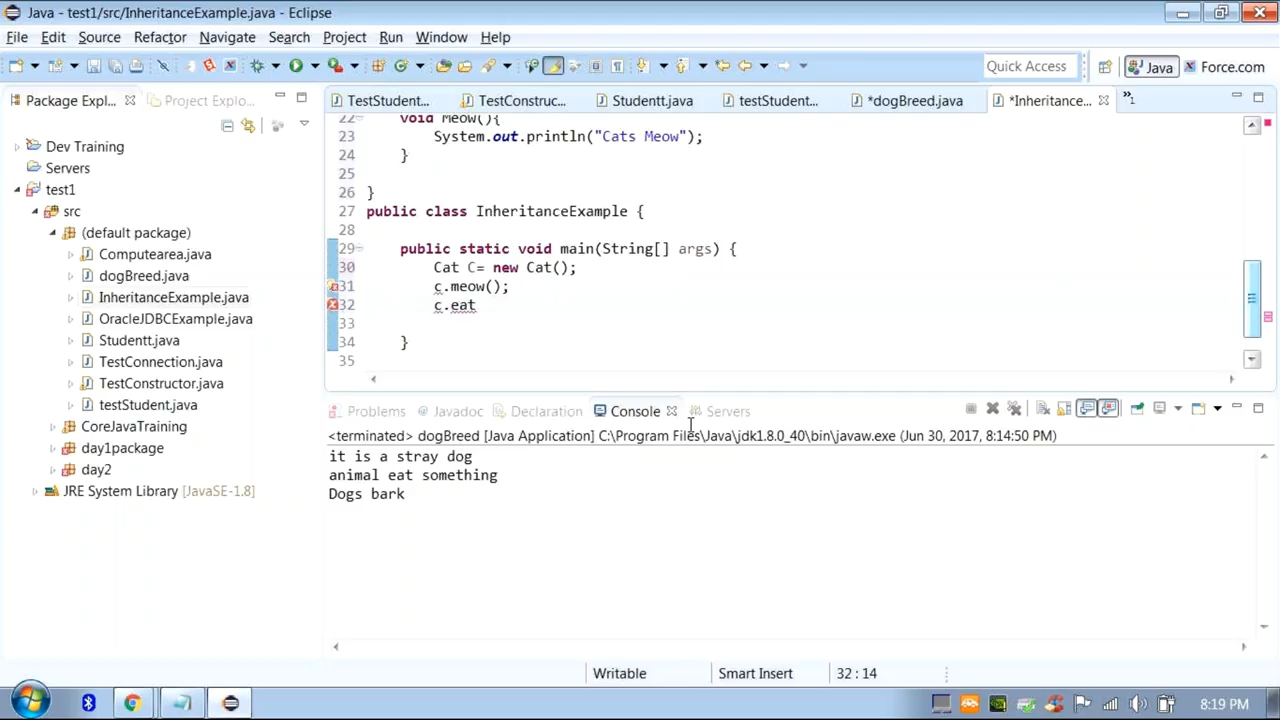 Java - test1/src/InheritanceExample.java - Eclipse
File Edit Source Refactor Navigate Search Project Run Window Help
Quick Access Java Force.com
Package Expl... Project Explo...
TestStudent... TestConstruc... Studentt.java testStudent... *dogBreed.java *Inheritance... »1
Dev Training
Servers
test1
src
(default package)
Computearea.java
dogBreed.java
InheritanceExample.java
OracleJDBCExample.java
Studentt.java
TestConnection.java
TestConstructor.java
testStudent.java
CoreJavaTraining
day1package
day2
JRE System Library [JavaSE-1.8]
22 void Meow(){
23 System.out.println("Cats Meow");
24 }
25
26 }
27 public class InheritanceExample {
28
29 public static void main(String[] args) {
30 Cat C= new Cat();
31 c.meow();
32 c.eat
33
34 }
35
Problems @ Javadoc Declaration Console Servers
<terminated> dogBreed [Java Application] C:\Program Files\Java\jdk1.8.0_40\bin\javaw.exe (Jun 30, 2017, 8:14:50 PM)
it is a stray dog
animal eat something
Dogs bark
Writable Smart Insert 32 : 14
8:19 PM